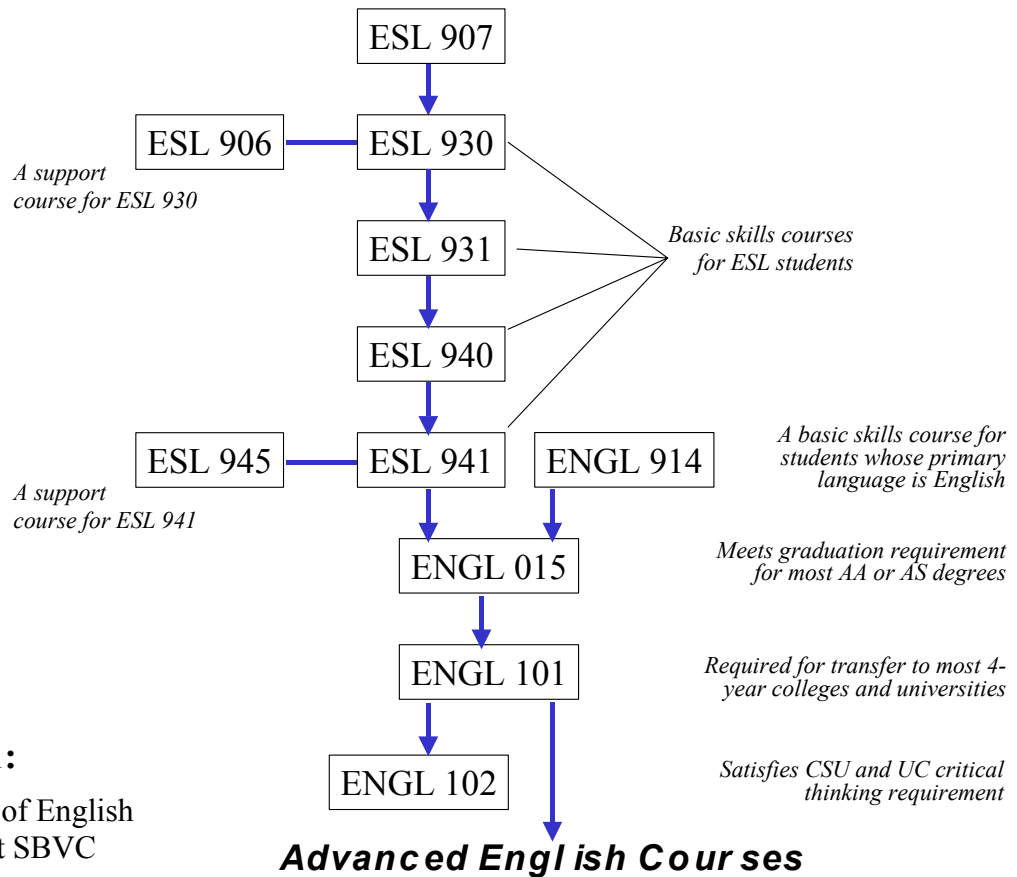 ESL 907
ESL 906
ESL 930
A support
course for ESL 930
ESL 931
Basic skills courses
for ESL students
ESL 940
ESL 945
ESL 941
ENGL 914
A basic skills course for
students whose primary
language is English
A support
course for ESL 941
ENGL 015
Meets graduation requirement
for most AA or AS degrees
ENGL 101
Required for transfer to most 4-
year colleges and universities
ENGL 102
Satisfies CSU and UC critical
thinking requirement
:
of English
t SBVC
Advanced English Courses